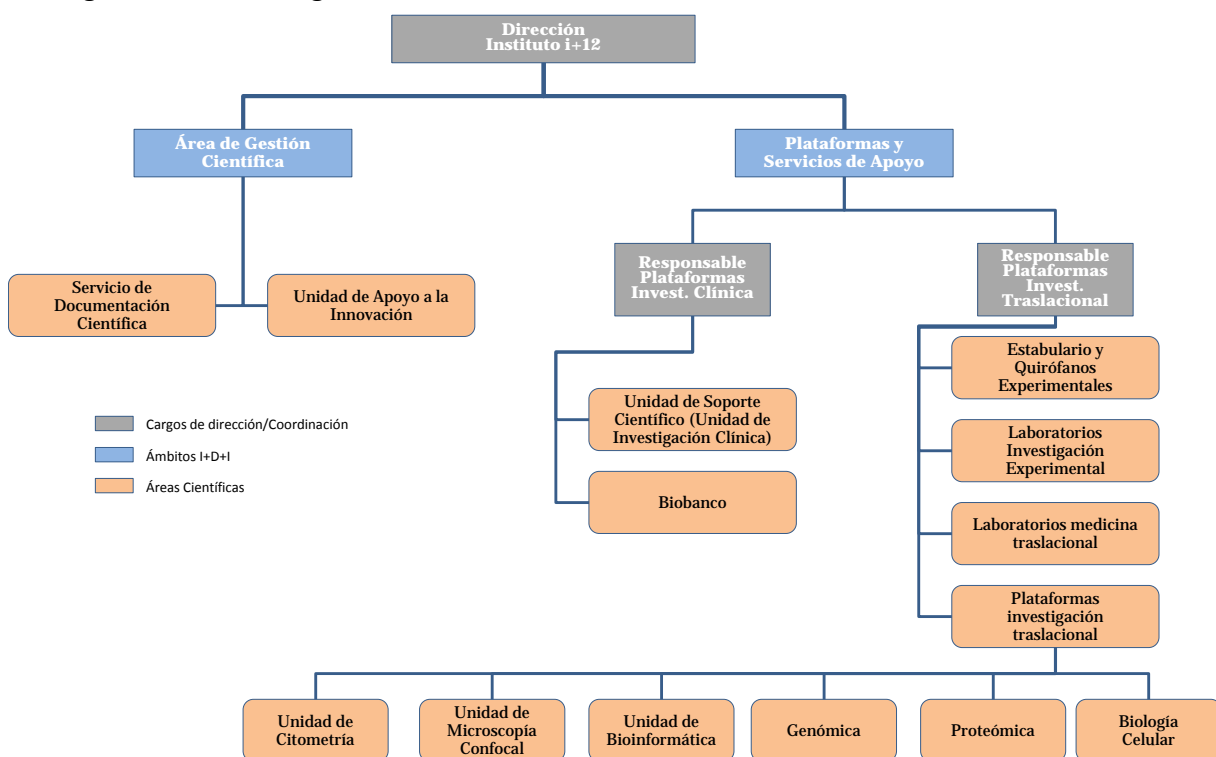 Dirección
Instituto i+12
Área de Gestión
Científica
Plataformas y
Servicios de Apoyo
Responsable
Plataformas
Invest. Clínica
Responsable
Plataformas
Invest.
Traslacional
Servicio de
Documentación
Científica
Unidad de Apoyo a la
Innovación
Estabulario y
Quirófanos
Experimentales
Unidad de Soporte
Científico (Unidad de
Investigación Clínica)
Cargos de dirección/Coordinación
Ámbitos I+D+I
Áreas Científicas
Laboratorios
Investigación
Experimental
Biobanco
Laboratorios medicina
traslacional
Plataformas
investigación
traslacional
Unidad de
Citometría
Unidad de
Microscopía
Confocal
Unidad de
Bioinformática
Genómica
Proteómica
Biología
Celular